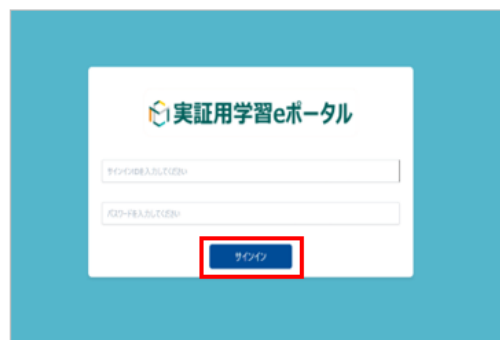 実証用学習eポータル
サインインIDを入力してください
パスワードを入力してください
サインイン